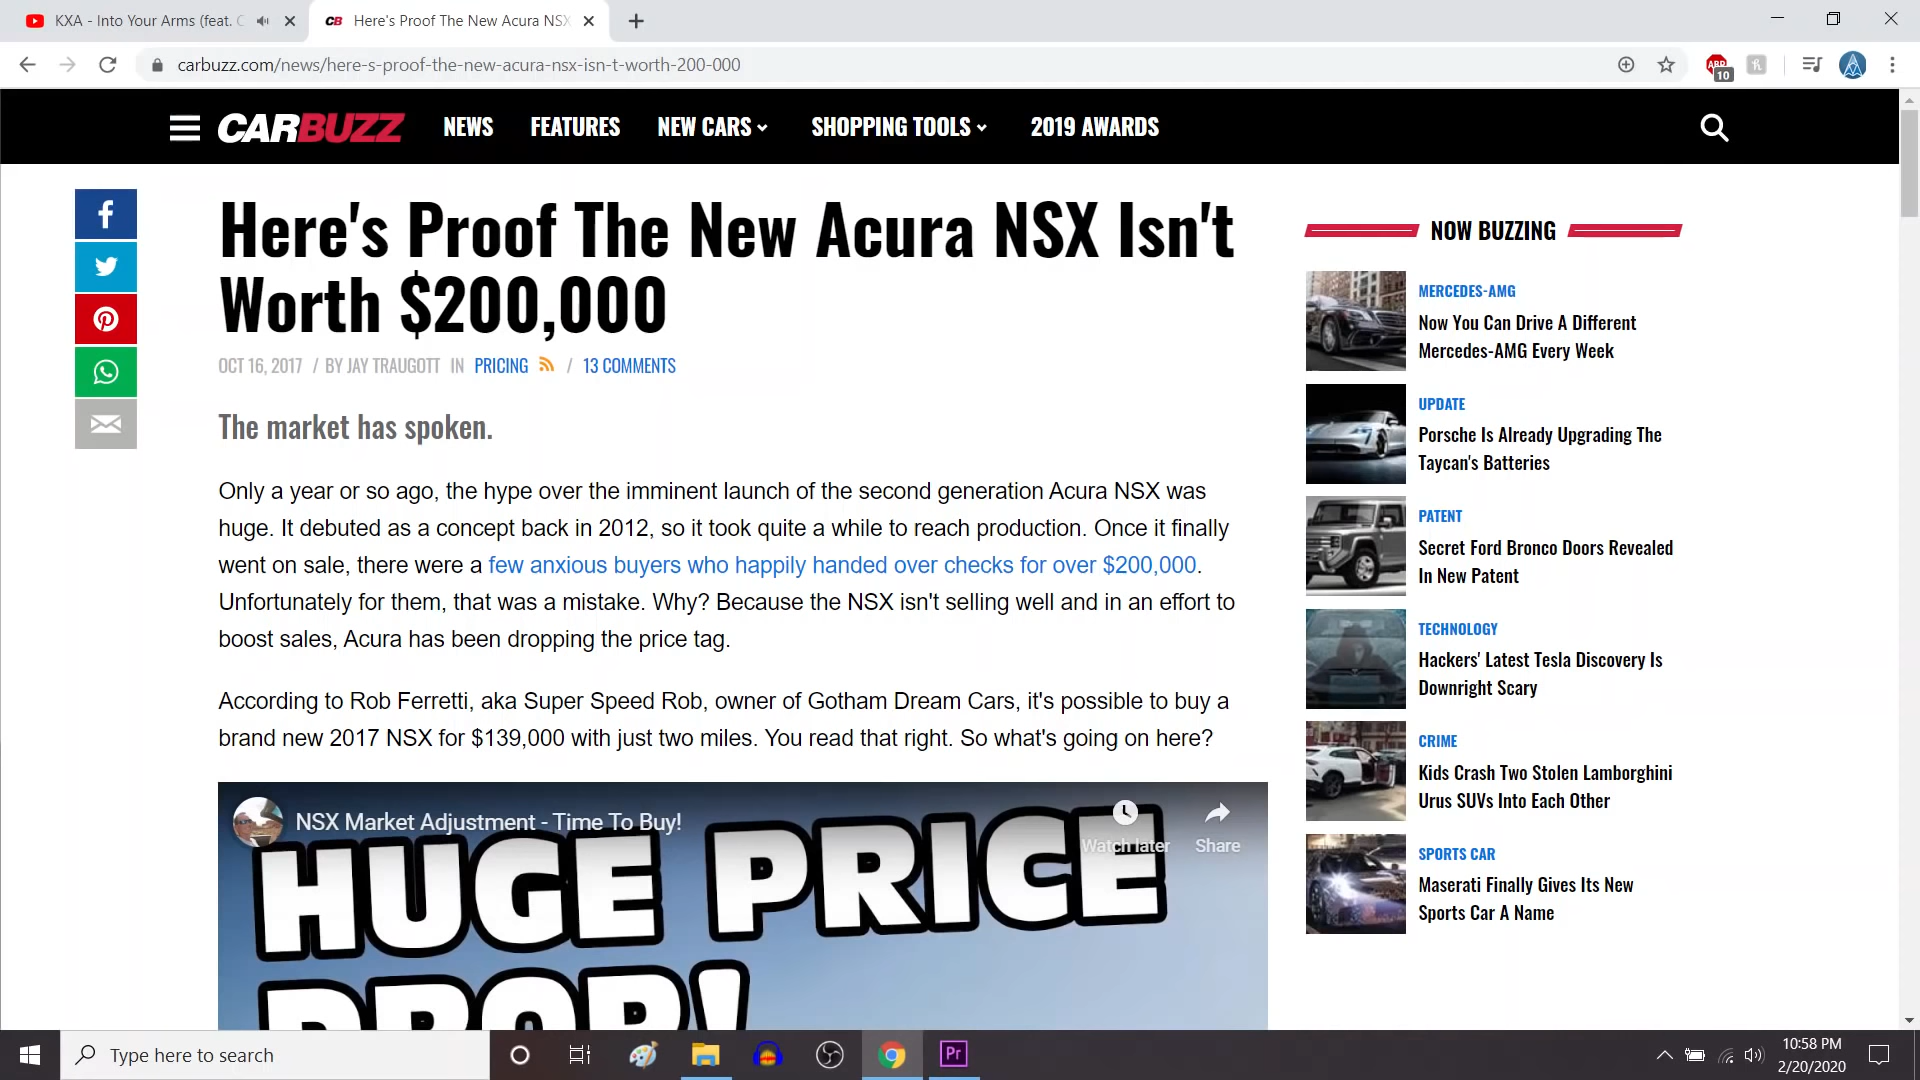 KXA - Into Your Arms (feat.
Here's Proof The New Acura NSX
carbuzz.com/news/here-s-proof-the-new-acura-nsx-isn-t-worth-200-000
ABP
10
CARBUZZ
NEWS
FEATURES
NEW CARS
SHOPPING TOOLS
2019 AWARDS
Here's Proof The New Acura NSX Isn't
Worth $200,000
OCT 16, 2017 / BY JAY TRAUGOTT IN PRICING / 13 COMMENTS
The market has spoken.
Only a year or so ago, the hype over the imminent launch of the second generation Acura NSX was
huge. It debuted as a concept back in 2012, so it took quite a while to reach production. Once it finally
went on sale, there were a few anxious buyers who happily handed over checks for over $200,000.
Unfortunately for them, that was a mistake. Why? Because the NSX isn't selling well and in an effort to
boost sales, Acura has been dropping the price tag.
According to Rob Ferretti, aka Super Speed Rob, owner of Gotham Dream Cars, it's possible to buy a
brand new 2017 NSX for $139,000 with just two miles. You read that right. So what's going on here?
NSX Market Adjustment - Time To Buy!
Watch later
Share
HUGE PRICE
DROP!
NOW BUZZING
MERCEDES-AMG
Now You Can Drive A Different
Mercedes-AMG Every Week
UPDATE
Porsche Is Already Upgrading The
Taycan's Batteries
PATENT
Secret Ford Bronco Doors Revealed
In New Patent
TECHNOLOGY
Hackers' Latest Tesla Discovery Is
Downright Scary
CRIME
Kids Crash Two Stolen Lamborghini
Urus SUVs Into Each Other
SPORTS CAR
Maserati Finally Gives Its New
Sports Car A Name
Type here to search
Pr
10:58 PM
2/20/2020